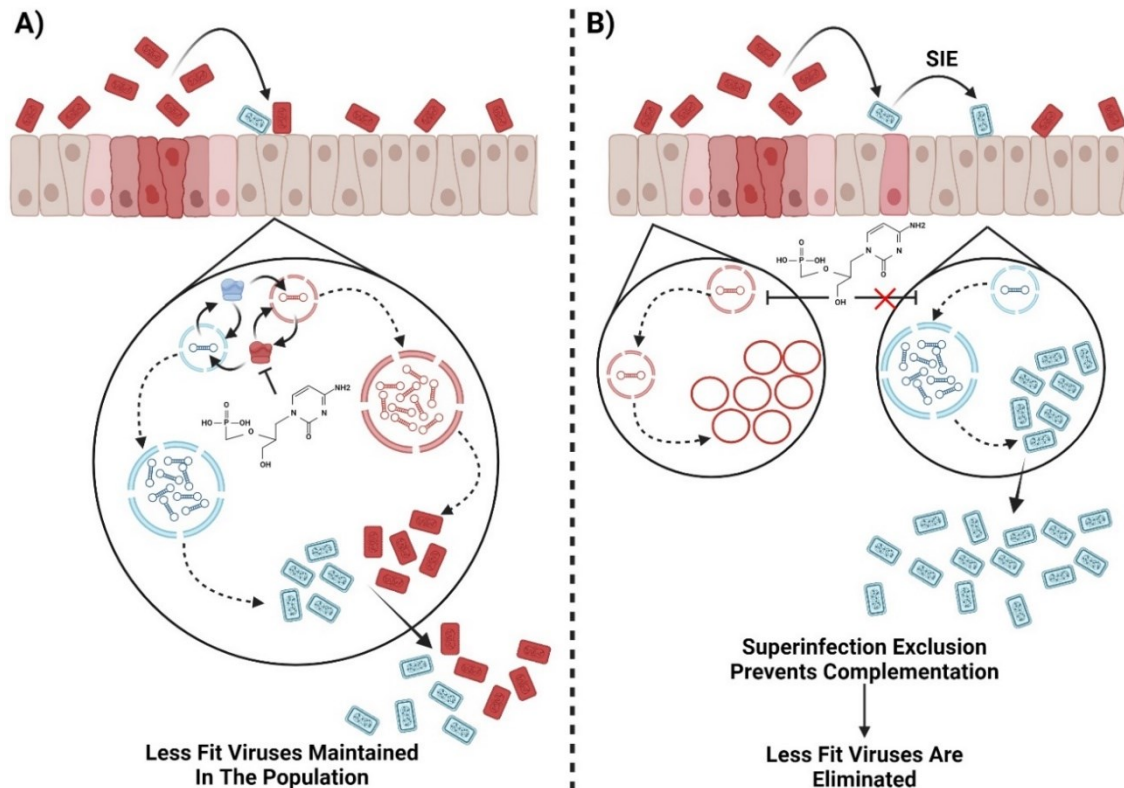 A)
NH2
N
N
O
O
HO
P
OH
O
OH
Less Fit Viruses Maintained
In The Population
B)
SIE
NH2
N
N
O
O
HO
P
OH
O
OH
Superinfection Exclusion
Prevents Complementation
Less Fit Viruses Are
Eliminated